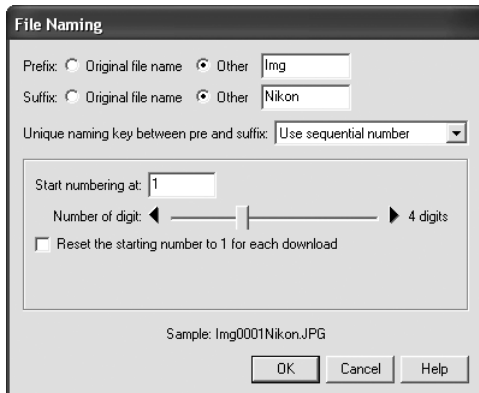 File Naming
Prefix: Original file name Other Img
Suffix: Original file name Other Nikon
Unique naming key between pre and suffix: Use sequential number
Start numbering at: 1
Number of digit: 4 digits
Reset the starting number to 1 for each download
Sample: Img0001Nikon.JPG
OK Cancel Help